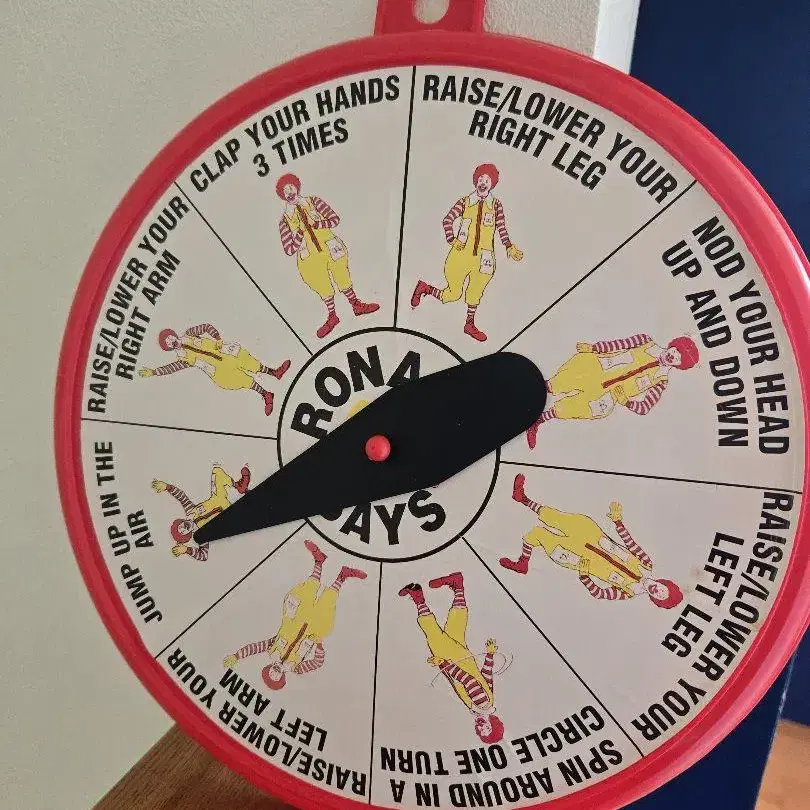 CLAP YOUR HANDS
3 TIMES
RAISE/LOWER YOUR
RIGHT LEG
NOD YOUR HEAD
UP AND DOWN
RAISE/LOWER YOUR
LEFT LEG
SPIN AROUND IN A
CIRCLE ONE TURN
RAISE/LOWER YOUR
LEFT ARM
JUMP UP IN THE
AIR
RAISE/LOWER YOUR
RIGHT ARM